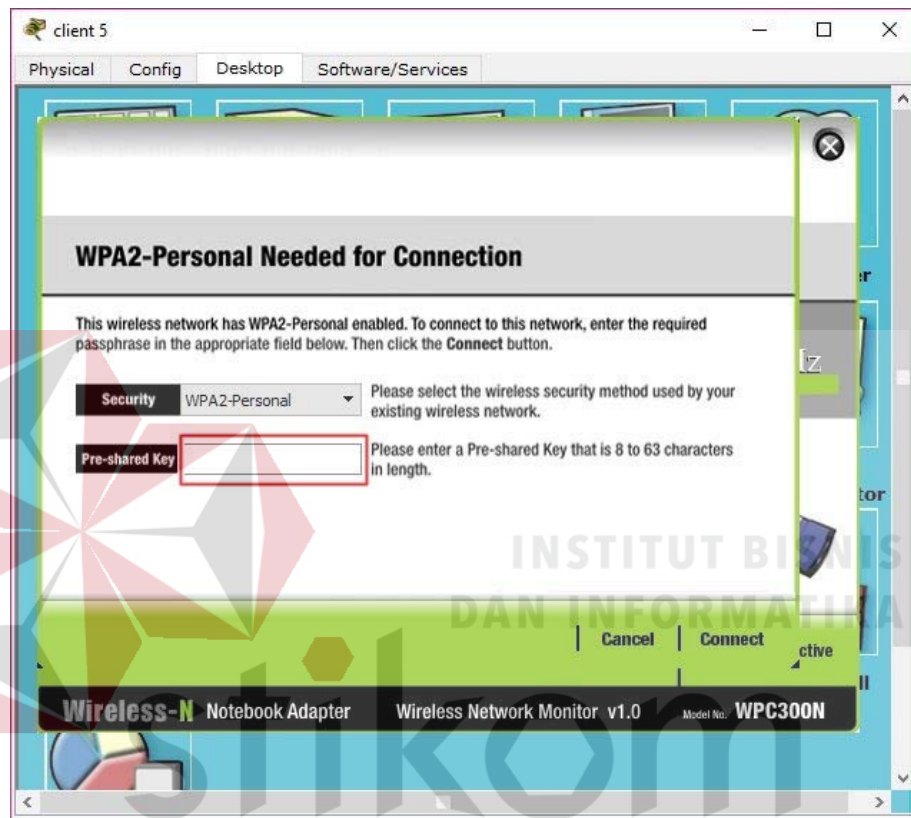 client 5
Physical Config Desktop Software/Services
WPA2-Personal Needed for Connection
This wireless network has WPA2-Personal enabled. To connect to this network, enter the required
passphrase in the appropriate field below. Then click the Connect button.
Security WPA2-Personal Please select the wireless security method used by your
existing wireless network.
Pre-shared Key Please enter a Pre-shared Key that is 8 to 63 characters
in length.
INSTITUT BISNIS
DAN INFORMATIKA
Cancel Connect
Wireless-N Notebook Adapter Wireless Network Monitor v1.0 Model No. WPC300N
stikom